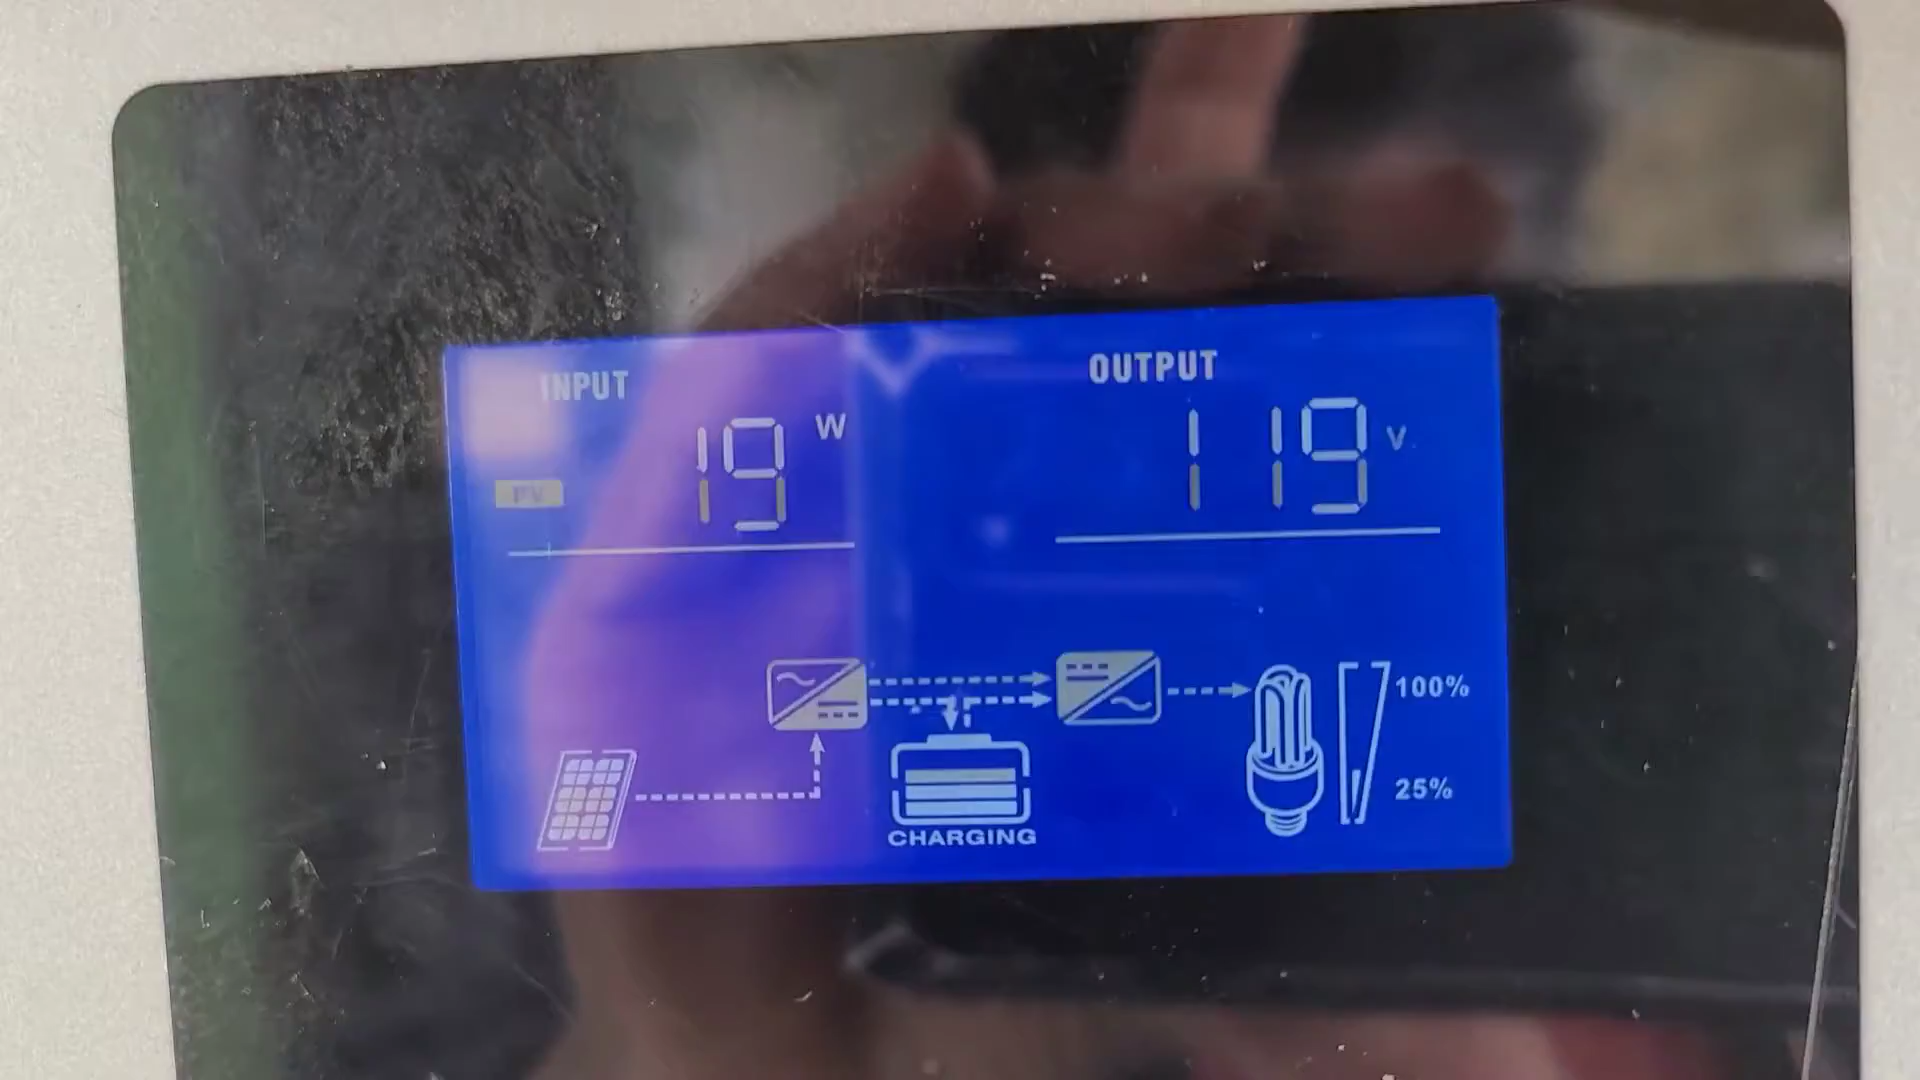 INPUT
OUTPUT
19 W
119 V
PV
100%
25%
CHARGING